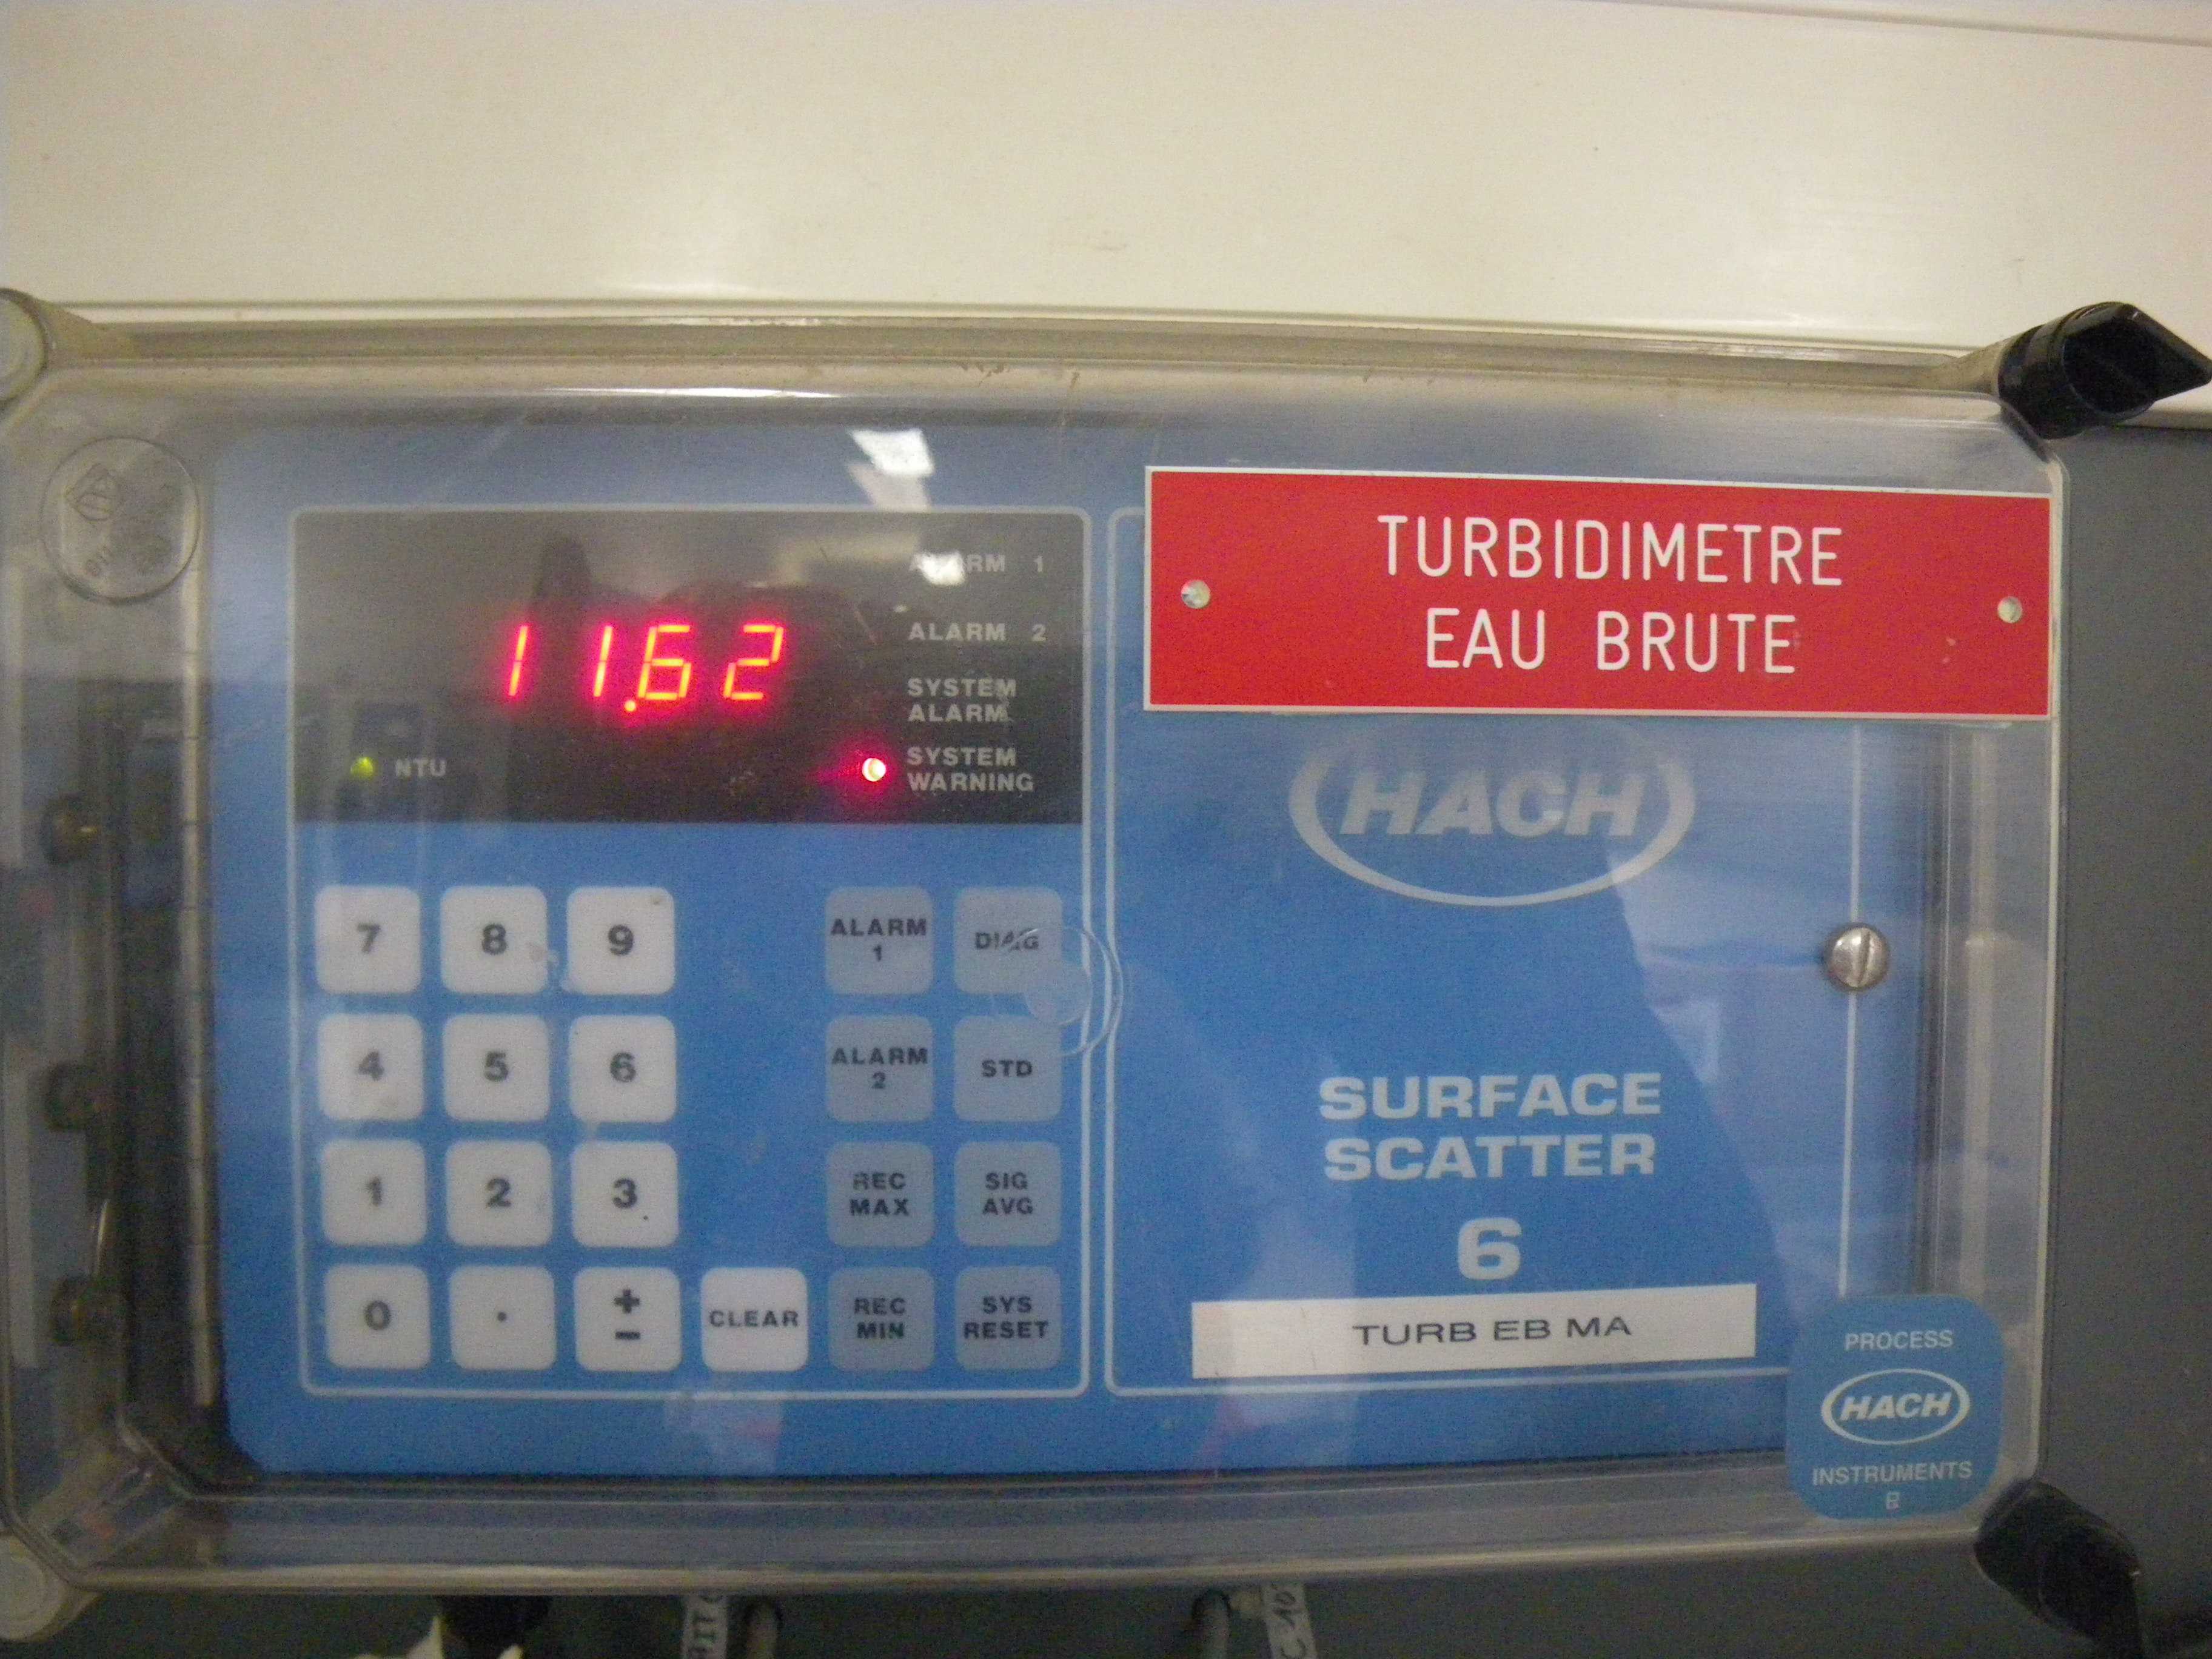 11.62
NTU
ALARM 1
ALARM 2
SYSTEM
ALARM
SYSTEM
WARNING
TURBIDIMETRE
EAU BRUTE
HACH
7 8 9
ALARM
1
DIAG
4 5 6
ALARM
2
STD
1 2 3
REC
MAX
SIG
AVG
0 . + − CLEAR
REC
MIN
SYS
RESET
SURFACE
SCATTER
6
TURB EB MA
PROCESS
HACH
INSTRUMENTS